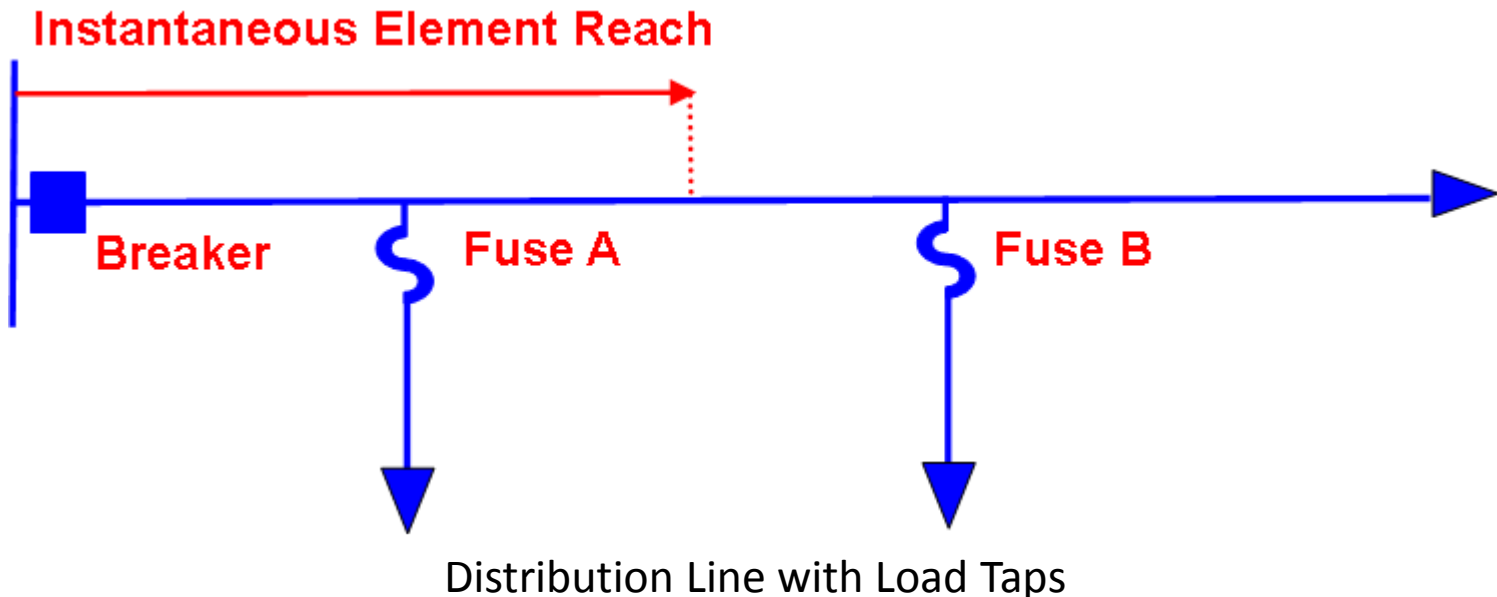 Instantaneous Element Reach
Breaker
Fuse A
Fuse B
Distribution Line with Load Taps